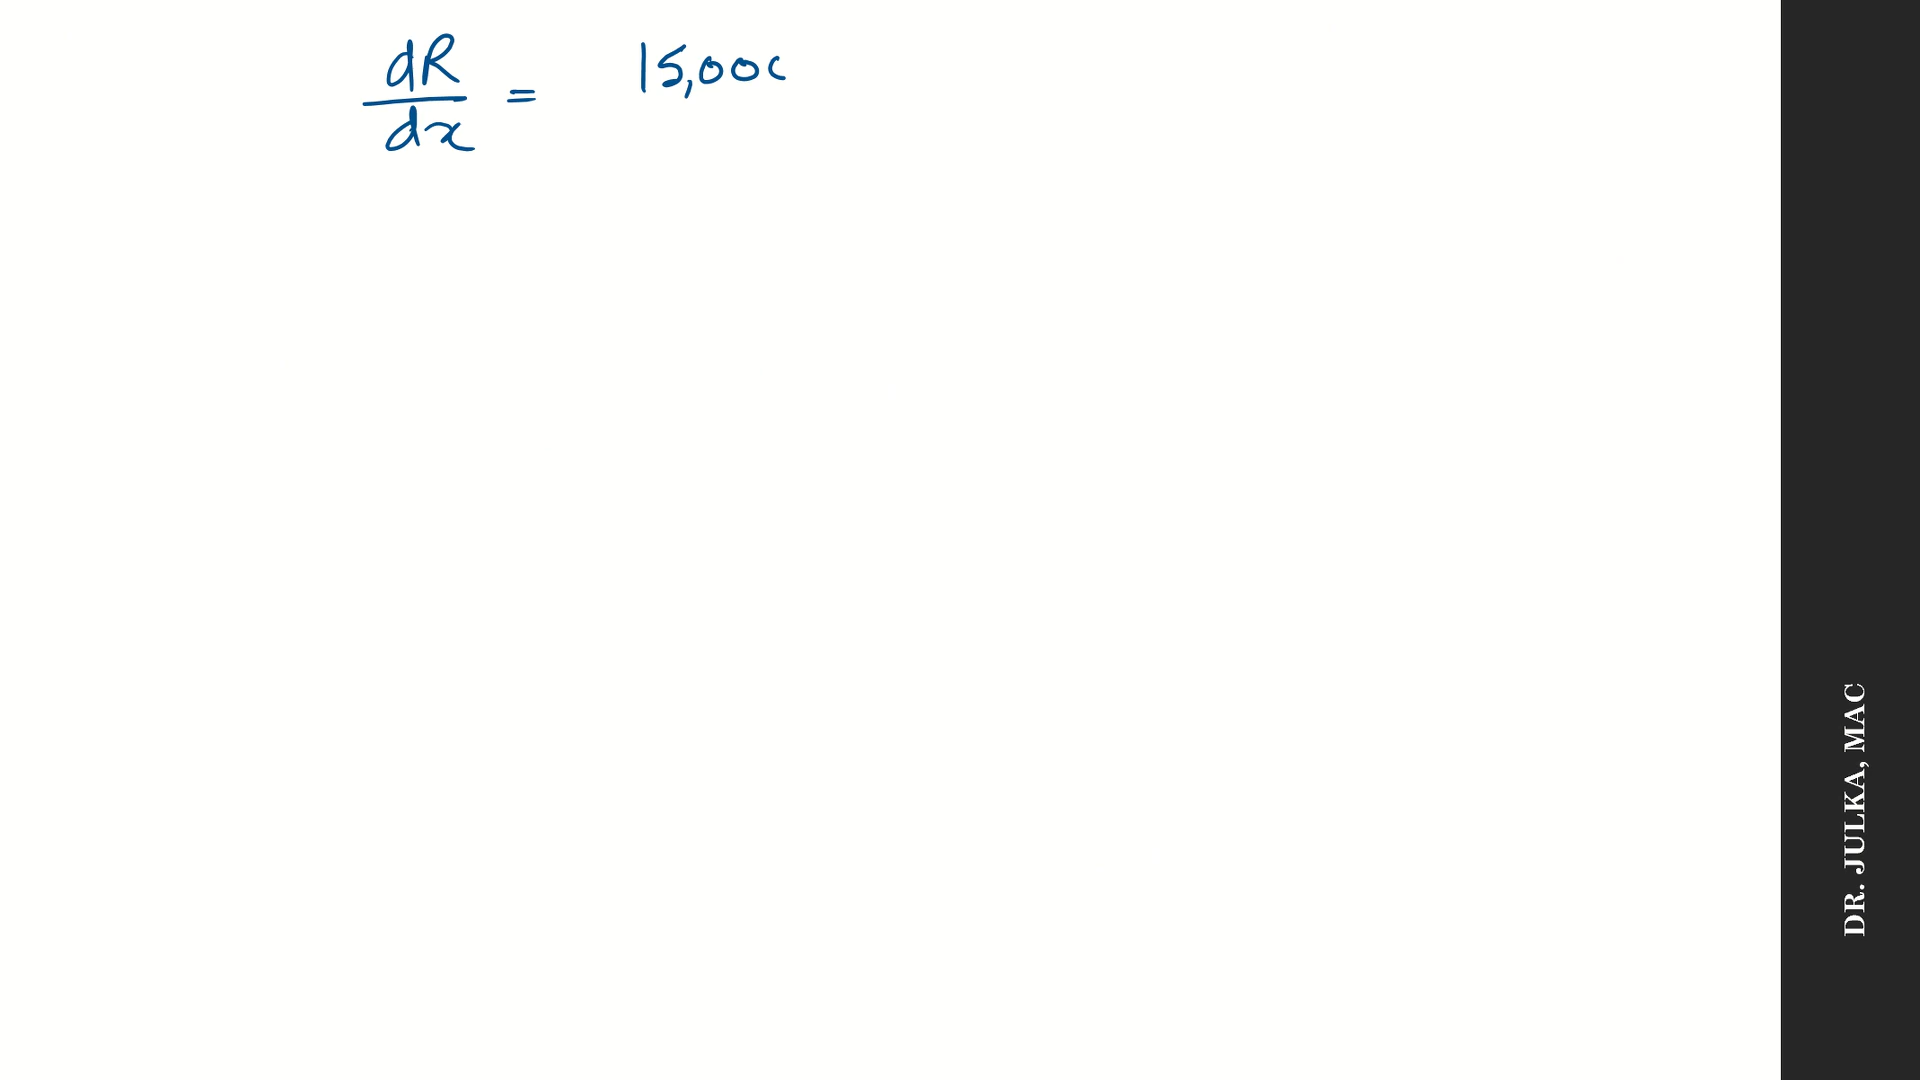 dR/dx = 15,00c
DR. JULKA, MAC